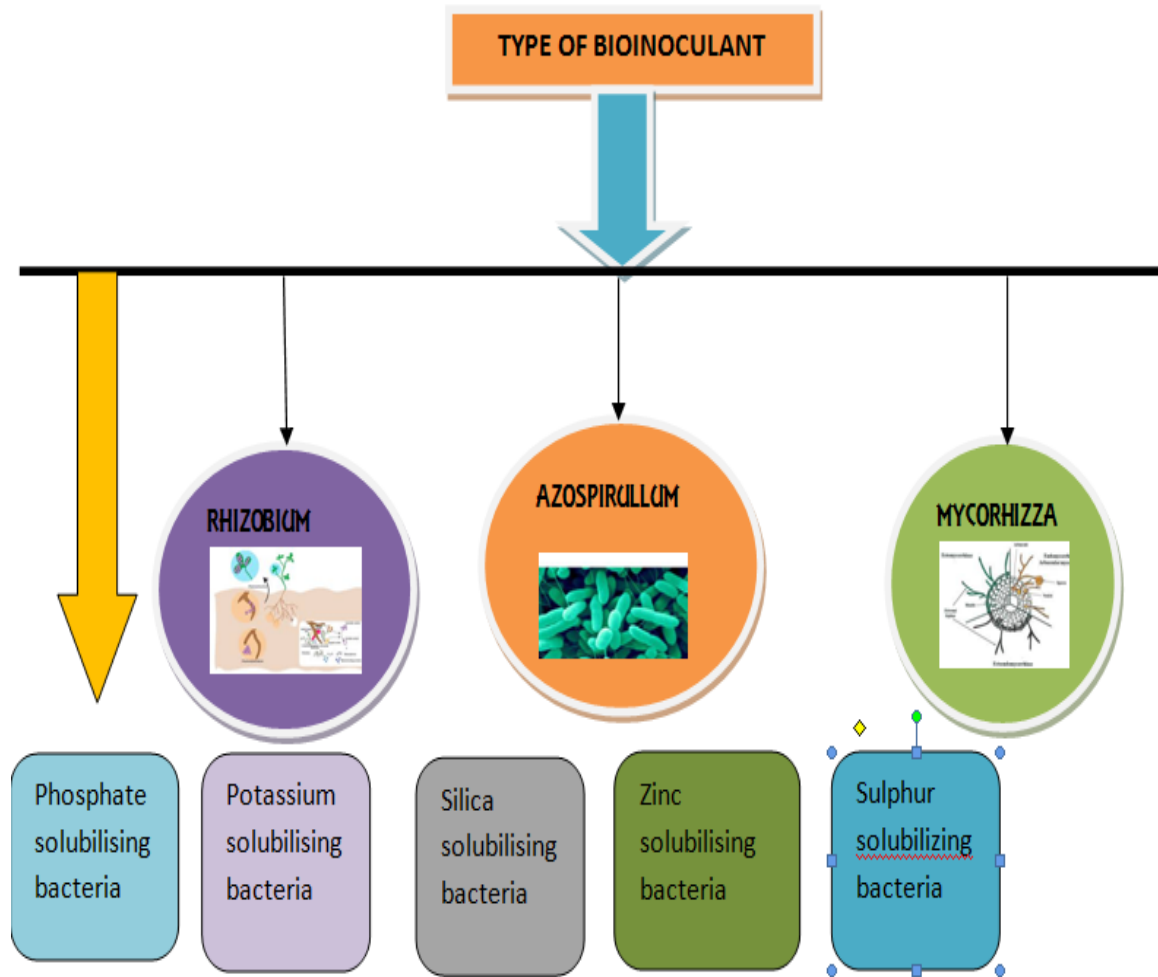 TYPE OF BIOINOCULANT
RHIZOBIUM
AZOSPIRULLUM
MYCORHIZZA
Phosphate
solubilising
bacteria
Potassium
solubilising
bacteria
Silica
solubilising
bacteria
Zinc
solubilising
bacteria
Sulphur
solubilizing
bacteria